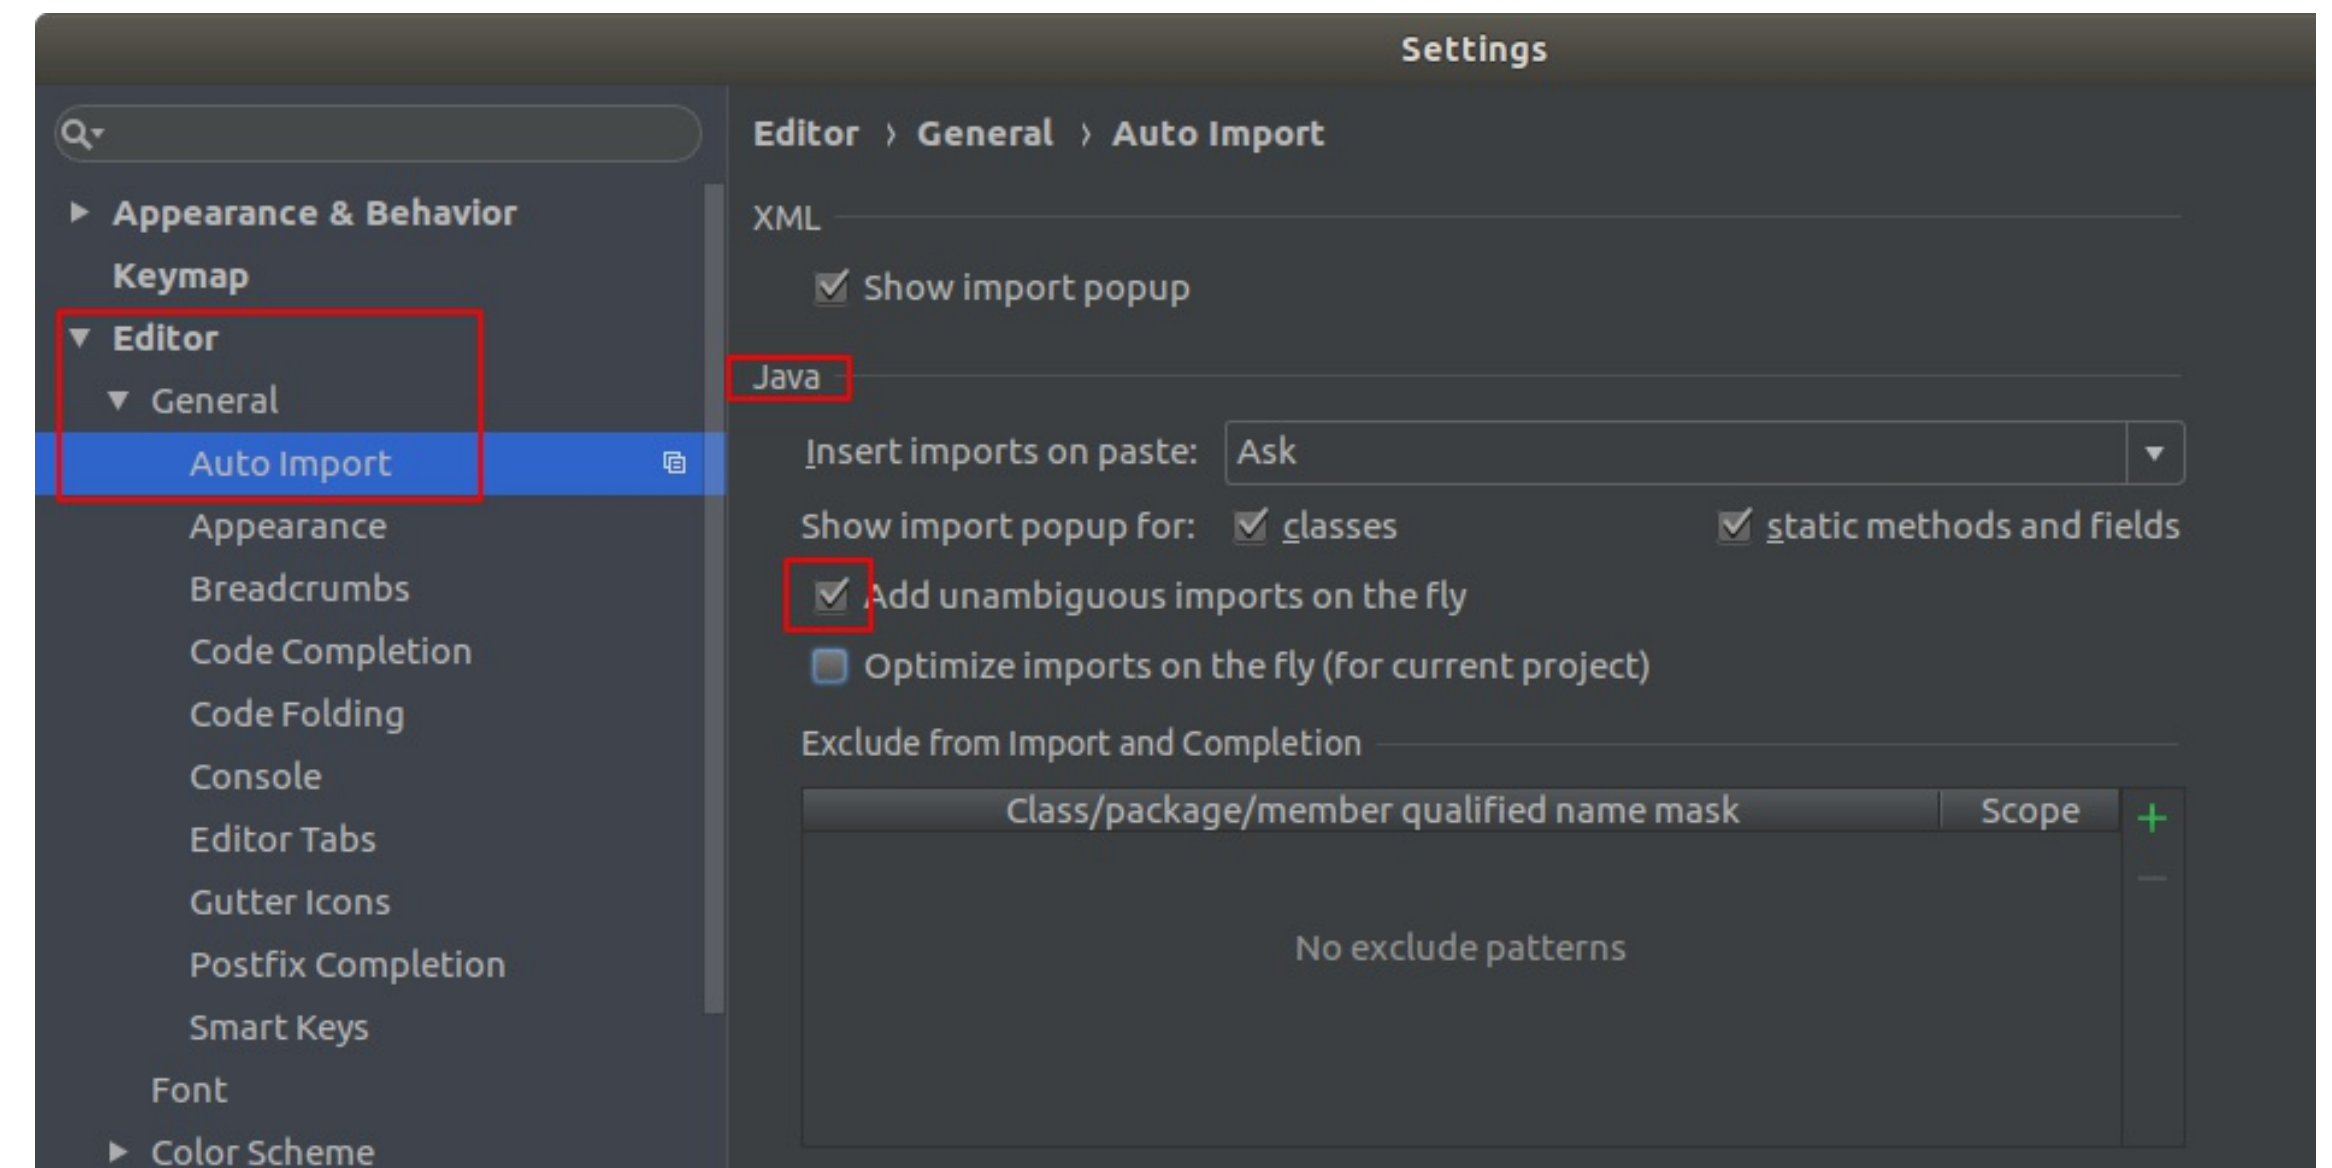 Settings
Appearance & Behavior
Keymap
Editor
General
Auto Import
Appearance
Breadcrumbs
Code Completion
Code Folding
Console
Editor Tabs
Gutter Icons
Postfix Completion
Smart Keys
Font
Color Scheme
Editor › General › Auto Import
XML
Show import popup
Java
Insert imports on paste: Ask
Show import popup for: classes static methods and fields
Add unambiguous imports on the fly
Optimize imports on the fly (for current project)
Exclude from Import and Completion
Class/package/member qualified name mask Scope
No exclude patterns